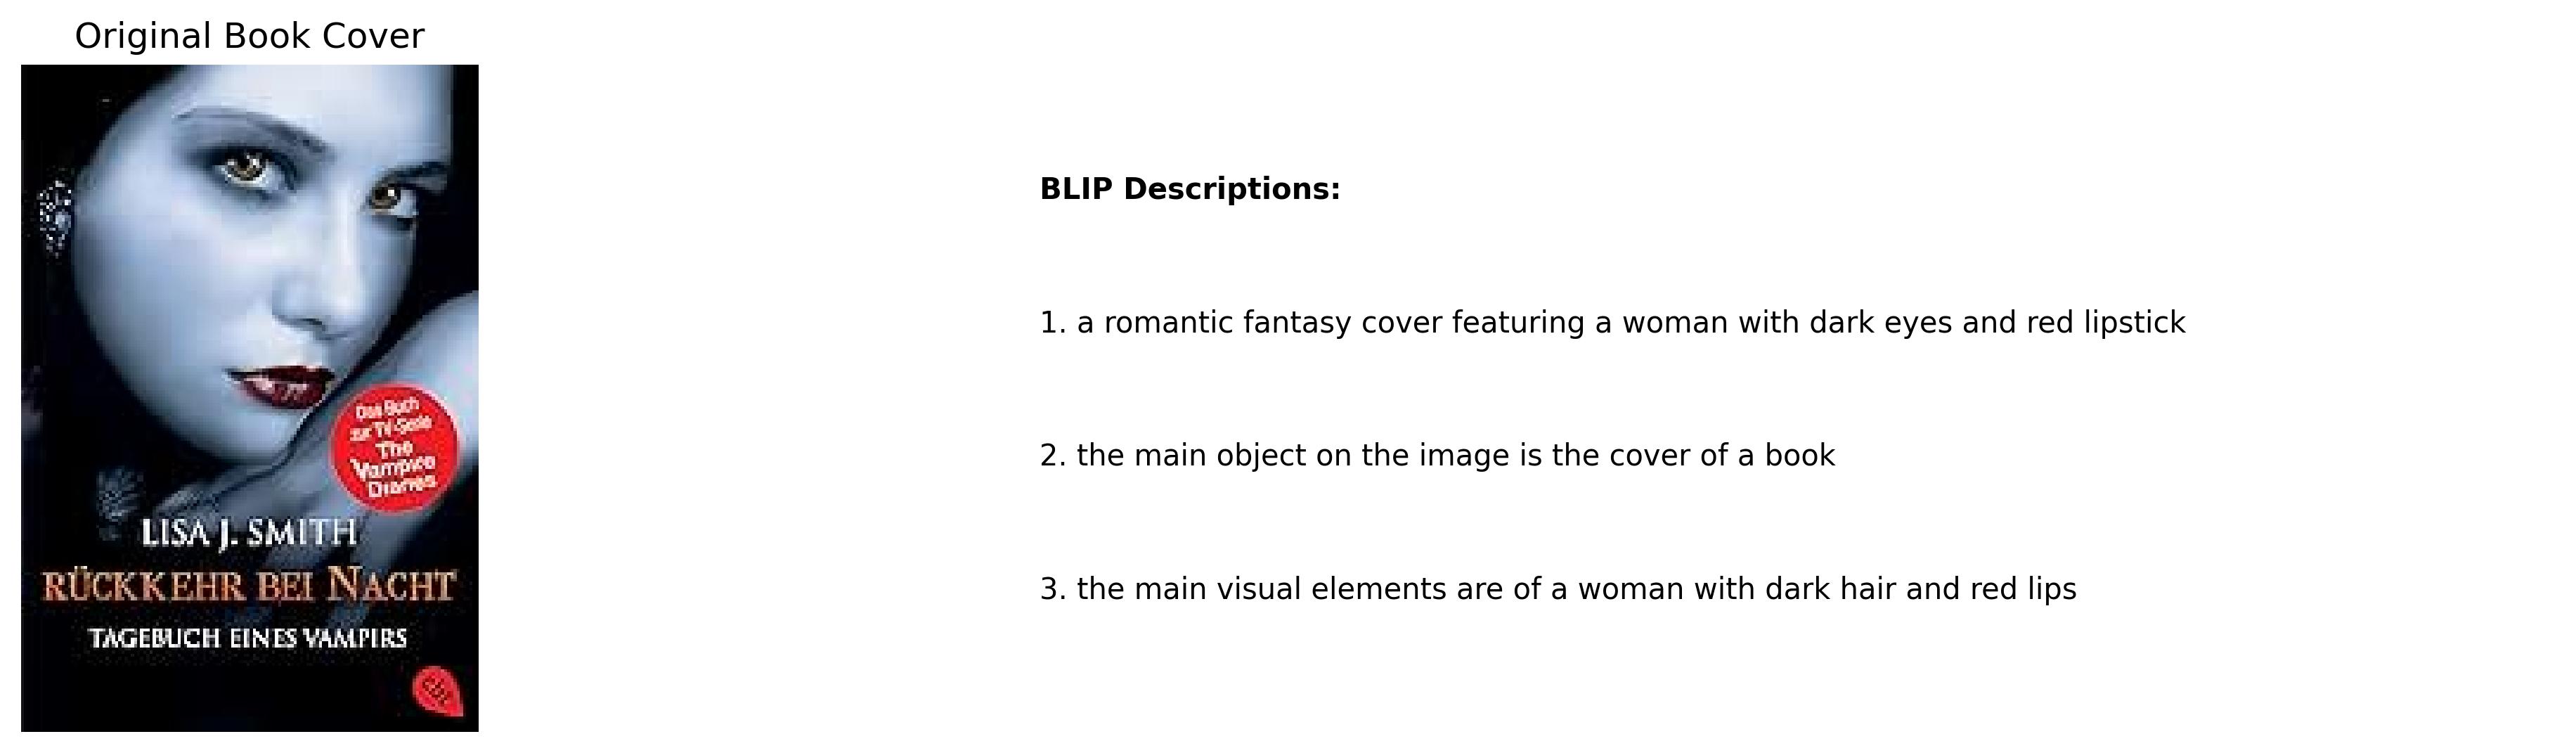 Original Book Cover
Das Buch
zur TV-Serie
The
Vampire
Diaries
LISA J. SMITH
RÜCKKEHR BEI NACHT
TAGEBUCH EINES VAMPIRS
cbt
BLIP Descriptions:
1. a romantic fantasy cover featuring a woman with dark eyes and red lipstick
2. the main object on the image is the cover of a book
3. the main visual elements are of a woman with dark hair and red lips